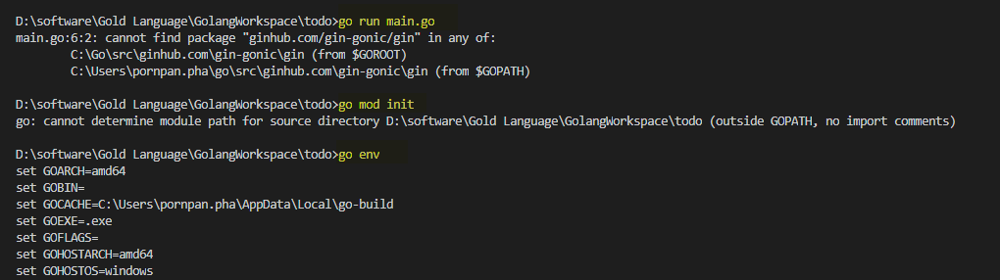 D:\software\Gold Language\GolangWorkspace\todo>go run main.go
main.go:6:2: cannot find package "ginhub.com/gin-gonic/gin" in any of:
        C:\Go\src\ginhub.com\gin-gonic\gin (from $GOROOT)
        C:\Users\pornpan.pha\go\src\ginhub.com\gin-gonic\gin (from $GOPATH)
D:\software\Gold Language\GolangWorkspace\todo>go mod init
go: cannot determine module path for source directory D:\software\Gold Language\GolangWorkspace\todo (outside GOPATH, no import comments)
D:\software\Gold Language\GolangWorkspace\todo>go env
set GOARCH=amd64
set GOBIN=
set GOCACHE=C:\Users\pornpan.pha\AppData\Local\go-build
set GOEXE=.exe
set GOFLAGS=
set GOHOSTARCH=amd64
set GOHOSTOS=windows